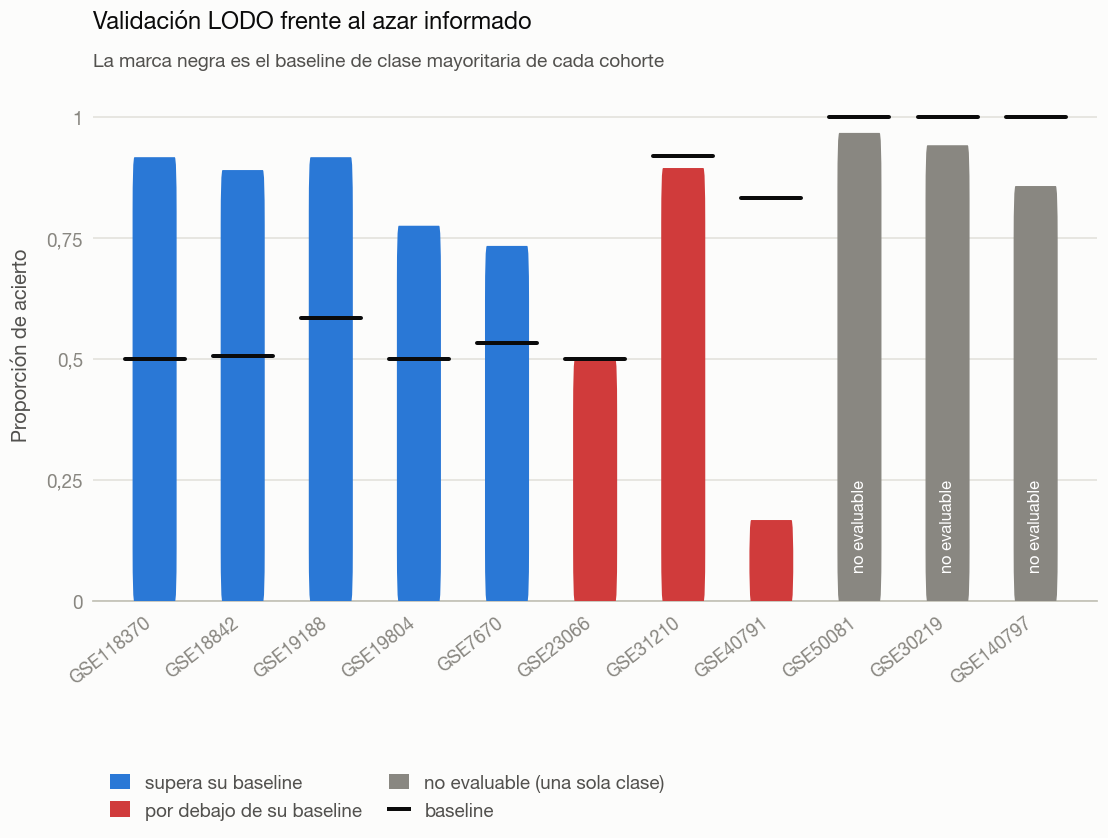 Validación LODO frente al azar informado
La marca negra es el baseline de clase mayoritaria de cada cohorte
Proporción de acierto
1
0,75
0,5
0,25
0
no evaluable
no evaluable
no evaluable
GSE118370
GSE18842
GSE19188
GSE19804
GSE7670
GSE23066
GSE31210
GSE40791
GSE50081
GSE30219
GSE140797
supera su baseline
no evaluable (una sola clase)
por debajo de su baseline
baseline